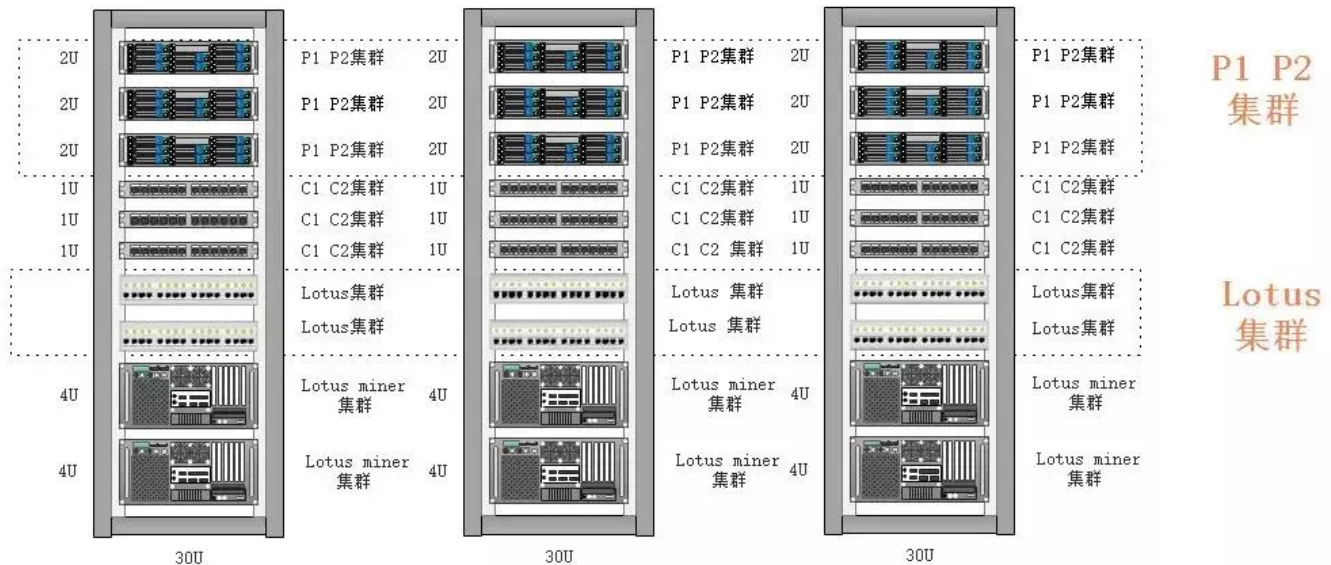 2U P1 P2集群 2U P1 P2集群 2U P1 P2集群
2U P1 P2集群 2U P1 P2集群 2U P1 P2集群
2U P1 P2集群 2U P1 P2集群 2U P1 P2集群
P1 P2
集群
1U C1 C2集群 1U C1 C2集群 1U C1 C2集群
1U C1 C2集群 1U C1 C2集群 1U C1 C2集群
1U C1 C2集群 1U C1 C2 集群 1U C1 C2集群
Lotus集群 Lotus 集群 Lotus集群
Lotus集群 Lotus 集群 Lotus集群
Lotus
集群
4U Lotus miner 4U Lotus miner 4U Lotus miner
集群 集群 集群
4U Lotus miner 4U Lotus miner 4U Lotus miner
集群 集群 集群
30U 30U 30U